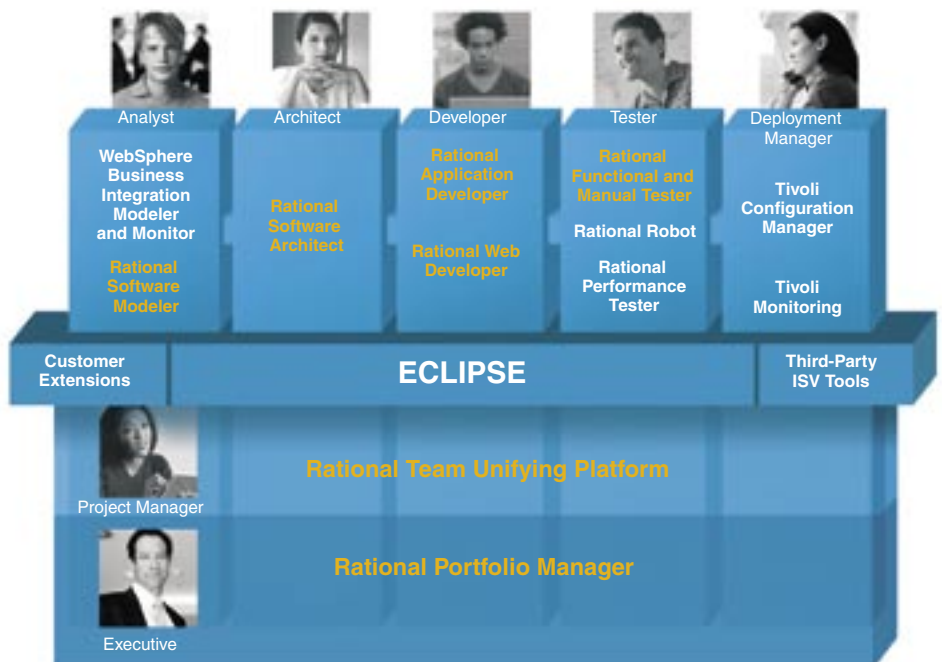 Analyst
WebSphere
Business
Integration
Modeler
and Monitor
Rational
Software
Modeler
Architect
Rational
Software
Architect
Developer
Rational
Application
Developer
Rational Web
Developer
Tester
Rational
Functional and
Manual Tester
Rational Robot
Rational
Performance
Tester
Deployment
Manager
Tivoli
Configuration
Manager
Tivoli
Monitoring
Customer
Extensions
ECLIPSE
Third-Party
ISV Tools
Rational Team Unifying Platform
Project Manager
Rational Portfolio Manager
Executive